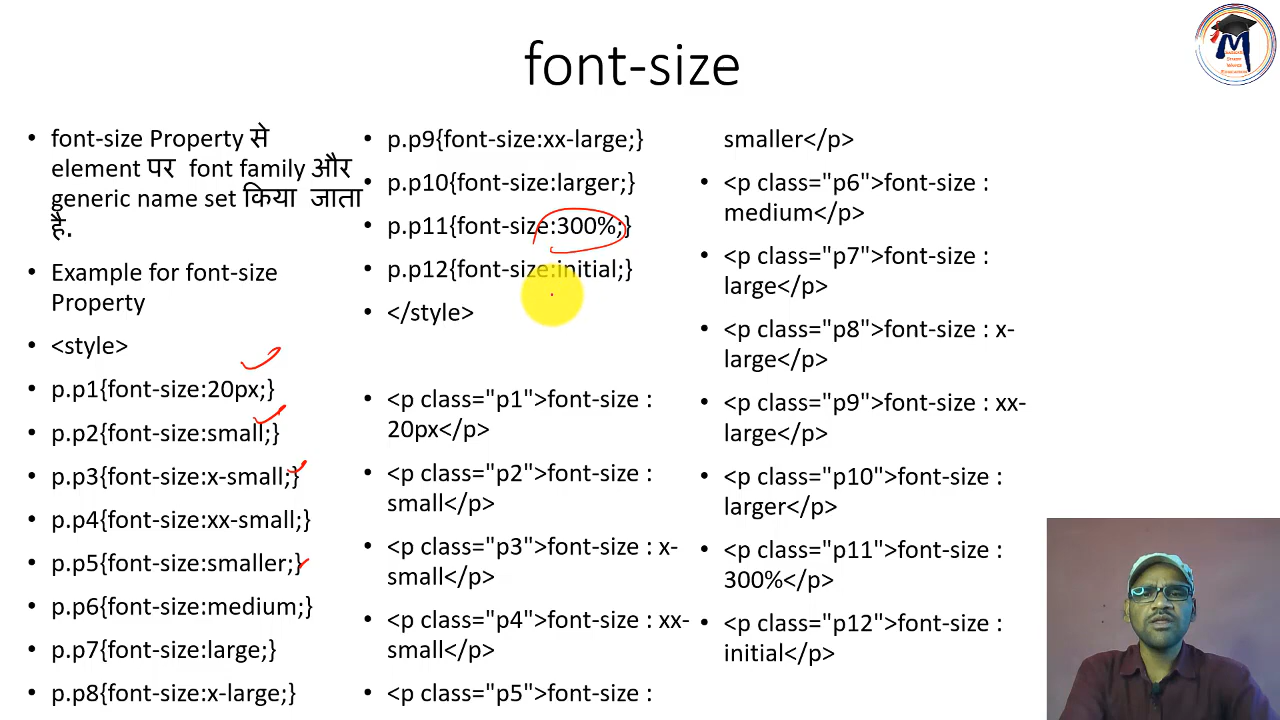 font-size
• font-size Property से
element पर font family और
generic name set किया जाता
है.
• Example for font-size
Property
• <style>
• p.p1{font-size:20px;}
• p.p2{font-size:small;}
• p.p3{font-size:x-small;}
• p.p4{font-size:xx-small;}
• p.p5{font-size:smaller;}
• p.p6{font-size:medium;}
• p.p7{font-size:large;}
• p.p8{font-size:x-large;}
• p.p9{font-size:xx-large;}
• p.p10{font-size:larger;}
• p.p11{font-size:300%;}
• p.p12{font-size:initial;}
• </style>
• <p class="p1">font-size :
20px</p>
• <p class="p2">font-size :
small</p>
• <p class="p3">font-size : x-
small</p>
• <p class="p4">font-size : xx-
small</p>
• <p class="p5">font-size :
smaller</p>
• <p class="p6">font-size :
medium</p>
• <p class="p7">font-size :
large</p>
• <p class="p8">font-size : x-
large</p>
• <p class="p9">font-size : xx-
large</p>
• <p class="p10">font-size :
larger</p>
• <p class="p11">font-size :
300%</p>
• <p class="p12">font-size :
initial</p>